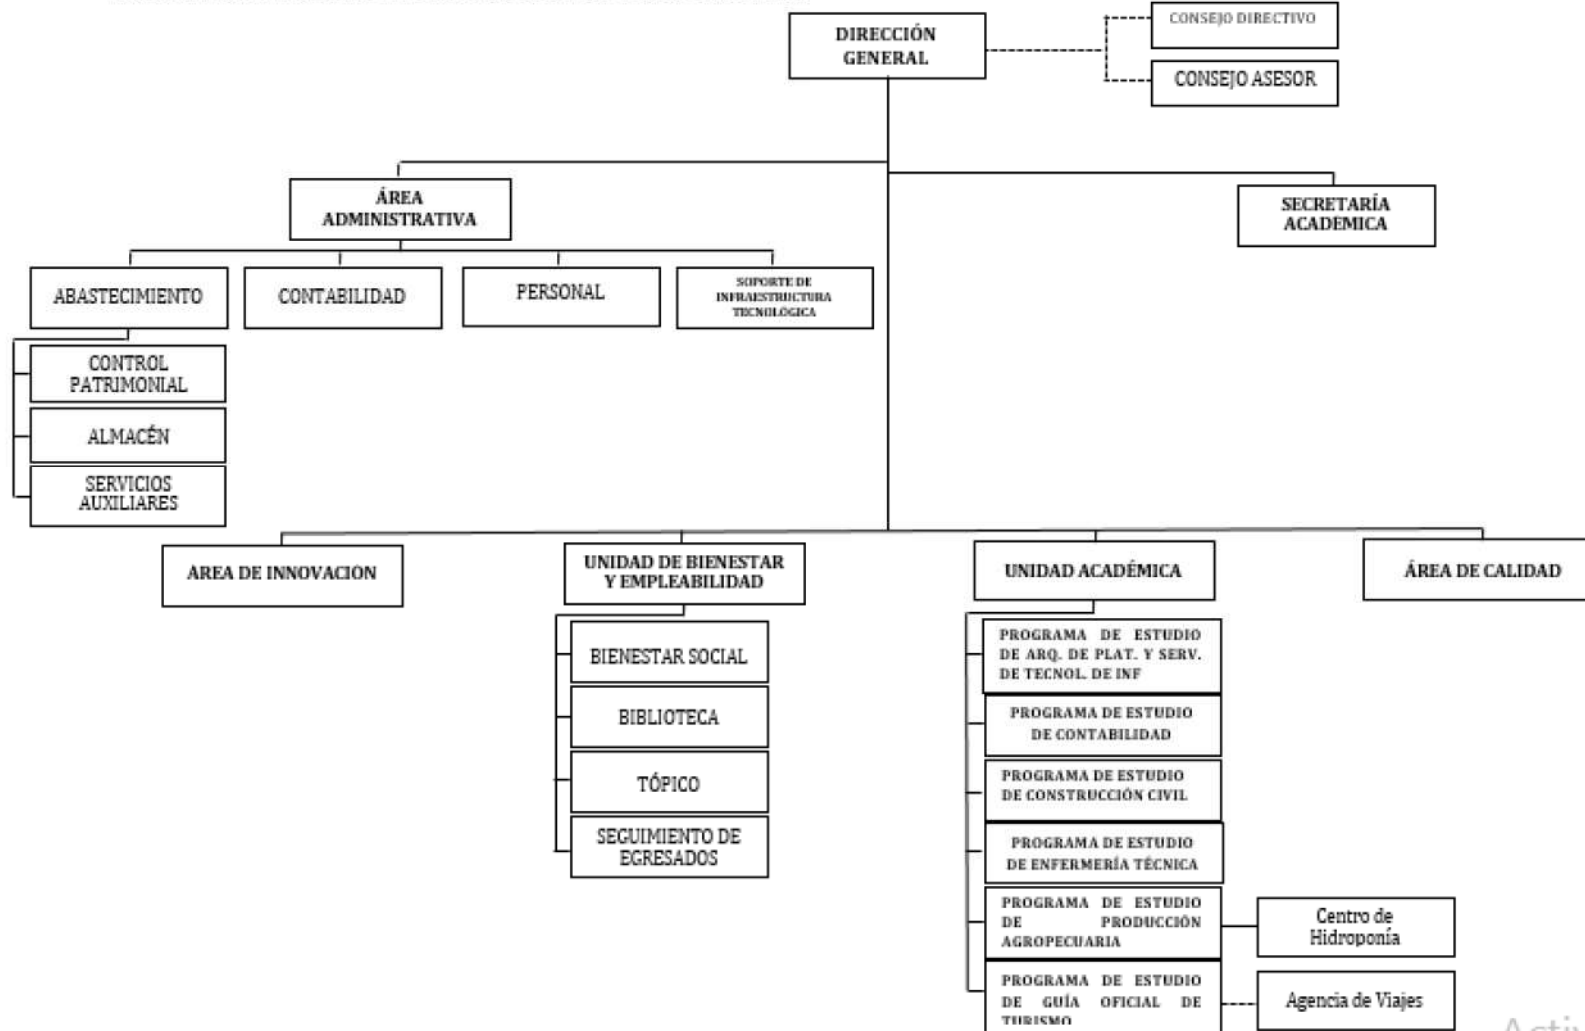 DIRECCIÓN
GENERAL
CONSEJO DIRECTIVO
CONSEJO ASESOR
ÁREA
ADMINISTRATIVA
SECRETARÍA
ACADÉMICA
ABASTECIMIENTO
CONTABILIDAD
PERSONAL
SOPORTE DE
INFRAESTRUCTURA
TECNOLÓGICA
CONTROL
PATRIMONIAL
ALMACÉN
SERVICIOS
AUXILIARES
AREA DE INNOVACION
UNIDAD DE BIENESTAR
Y EMPLEABILIDAD
UNIDAD ACADÉMICA
ÁREA DE CALIDAD
BIENESTAR SOCIAL
BIBLIOTECA
TÓPICO
SEGUIMIENTO DE
EGRESADOS
PROGRAMA DE ESTUDIO
DE ARQ. DE PLAT. Y SERV.
DE TECNOL. DE INF
PROGRAMA DE ESTUDIO
DE CONTABILIDAD
PROGRAMA DE ESTUDIO
DE CONSTRUCCIÓN CIVIL
PROGRAMA DE ESTUDIO
DE ENFERMERÍA TÉCNICA
PROGRAMA DE ESTUDIO
DE PRODUCCIÓN
AGROPECUARIA
Centro de
Hidroponía
PROGRAMA DE ESTUDIO
DE GUÍA OFICIAL DE
TURISMO
Agencia de Viajes